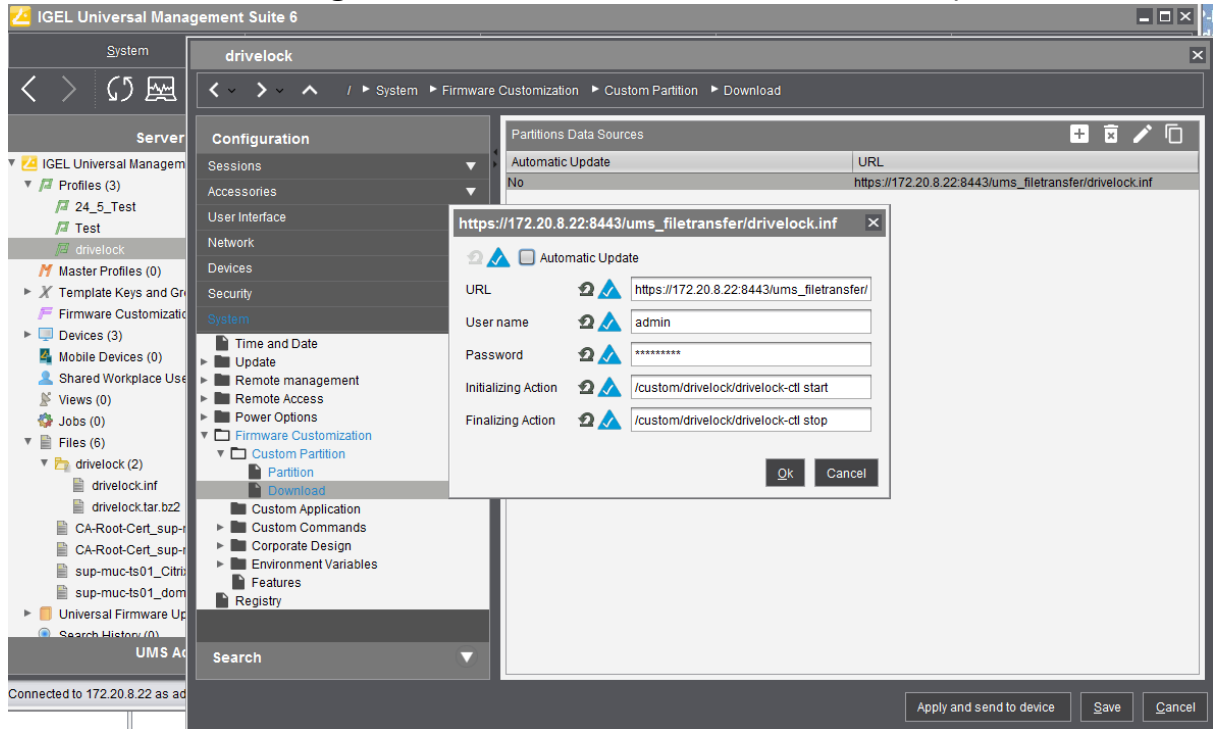 IGEL Universal Management Suite 6
System
drivelock
/ System Firmware Customization Custom Partition Download
Server
IGEL Universal Managem
Profiles (3)
24_5_Test
Test
drivelock
Master Profiles (0)
Template Keys and Gr
Firmware Customizatio
Devices (3)
Mobile Devices (0)
Shared Workplace Use
Views (0)
Jobs (0)
Files (6)
drivelock (2)
drivelock.inf
drivelock.tar.bz2
CA-Root-Cert_sup-
CA-Root-Cert_sup-
sup-muc-ts01_Citri
sup-muc-ts01_dom
Universal Firmware Up
Search History (0)
UMS A
Connected to 172.20.8.22 as ad
Configuration
Sessions
Accessories
User Interface
Network
Devices
Security
System
Time and Date
Update
Remote management
Remote Access
Power Options
Firmware Customization
Custom Partition
Partition
Download
Custom Application
Custom Commands
Corporate Design
Environment Variables
Features
Registry
Search
Partitions Data Sources
Automatic Update URL
No https://172.20.8.22:8443/ums_filetransfer/drivelock.inf
https://172.20.8.22:8443/ums_filetransfer/drivelock.inf
Automatic Update
URL https://172.20.8.22:8443/ums_filetransfer/
User name admin
Password *********
Initializing Action /custom/drivelock/drivelock-ctl start
Finalizing Action /custom/drivelock/drivelock-ctl stop
Ok Cancel
Apply and send to device Save Cancel